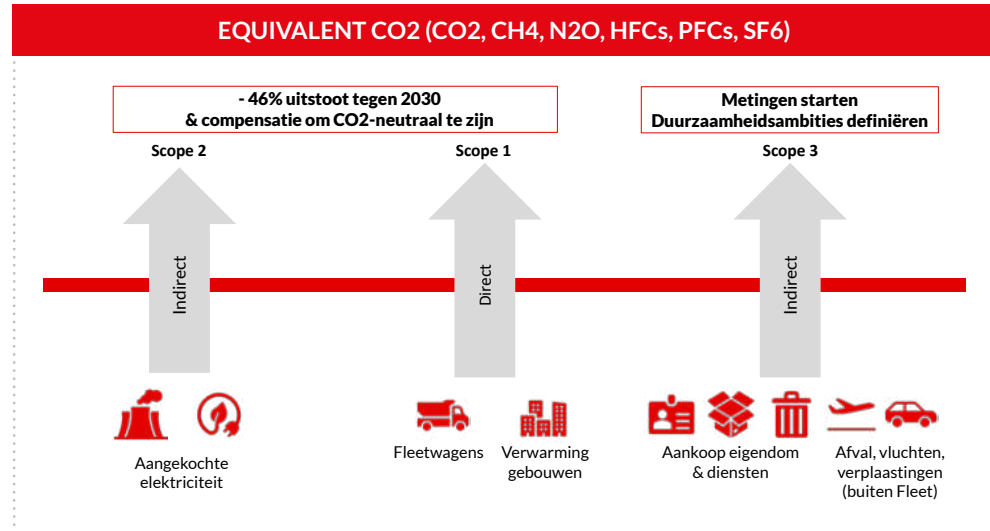 EQUIVALENT CO2 (CO2, CH4, N2O, HFCs, PFCs, SF6)
- 46% uitstoot tegen 2030
& compensatie om CO2-neutraal te zijn
Metingen starten
Duurzaamheidsambities definiëren
Scope 2
Scope 1
Scope 3
Indirect
Direct
Indirect
Aangekochte
elektriciteit
Fleetwagens
Verwarming
gebouwen
Aankoop eigendom
& diensten
Afval, vluchten,
verplaastingen
(buiten Fleet)